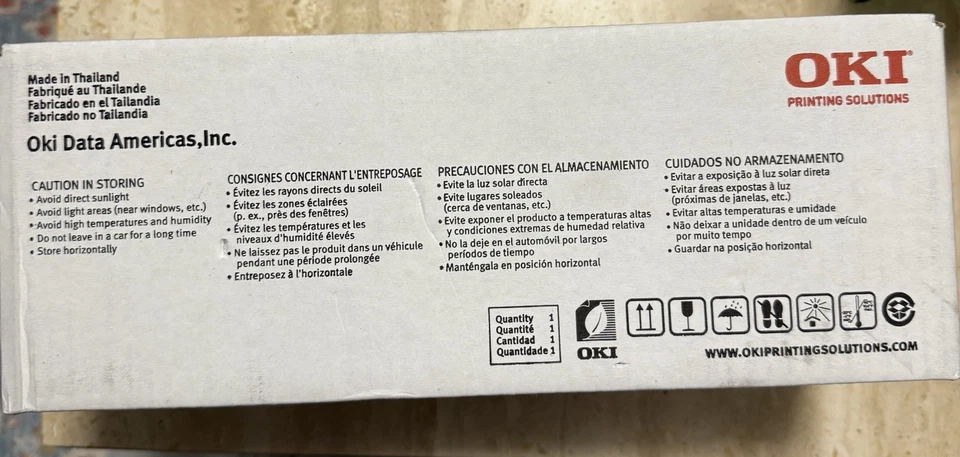 Made in Thailand
Fabriqué au Thailande
Fabricado en el Tailandia
Fabricado no Tailandia
Oki Data Americas,Inc.
OKI
PRINTING SOLUTIONS
CAUTION IN STORING
• Avoid direct sunlight
• Avoid light areas (near windows, etc.)
• Avoid high temperatures and humidity
• Do not leave in a car for a long time
• Store horizontally
CONSIGNES CONCERNANT L'ENTREPOSAGE
• Évitez les rayons directs du soleil
• Évitez les zones éclairées
(p. ex., près des fenêtres)
• Évitez les températures et les
niveaux d'humidité élevés
• Ne laissez pas le produit dans un véhicule
pendant une période prolongée
• Entreposez à l'horizontale
PRECAUCIONES CON EL ALMACENAMIENTO
• Evite la luz solar directa
• Evite lugares soleados
(cerca de ventanas, etc.)
• Evite exponer el producto a temperaturas altas
y condiciones extremas de humedad relativa
• No la deje en el automóvil por largos
períodos de tiempo
• Manténgala en posición horizontal
CUIDADOS NO ARMAZENAMENTO
• Evitar a exposição à luz solar direta
• Evitar áreas expostas à luz
(próximas de janelas, etc.)
• Evitar altas temperaturas e umidade
• Não deixar a unidade dentro de um veículo
por muito tempo
• Guardar na posição horizontal
Quantity 1
Quantité 1
Cantidad 1
Quantidade 1
OKI
WWW.OKIPRINTINGSOLUTIONS.COM